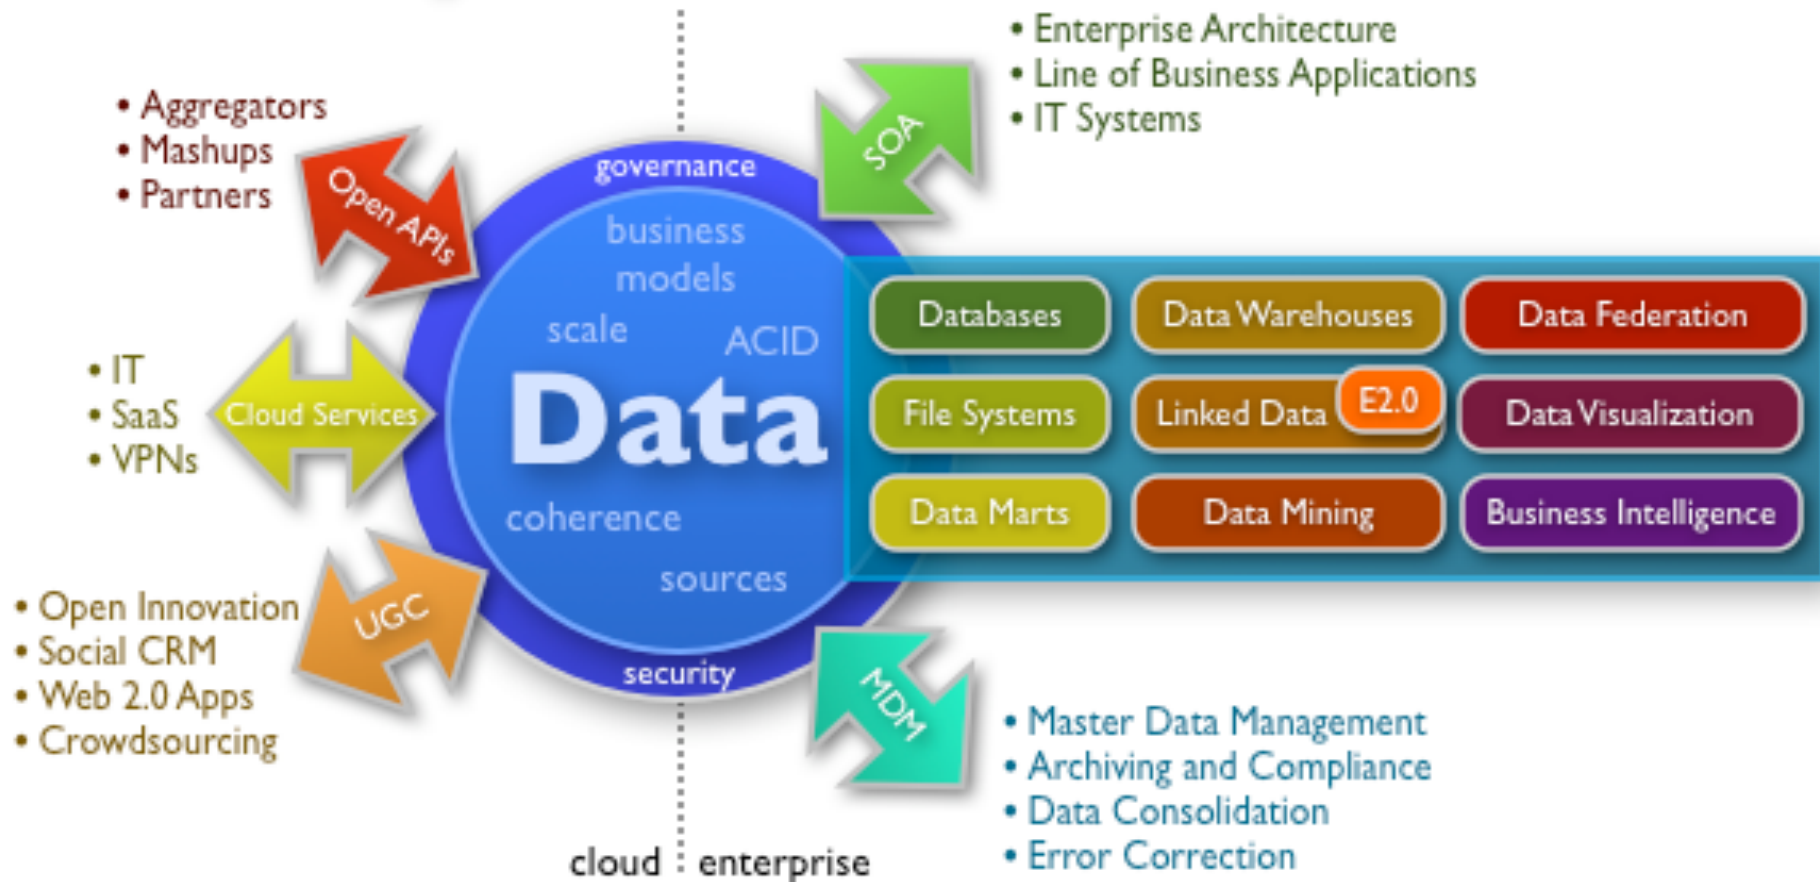 • Enterprise Architecture
• Line of Business Applications
• IT Systems
SOA
• Aggregators
• Mashups
• Partners
Open APIs
governance
business
models
scale
ACID
Data
coherence
sources
security
Databases
Data Warehouses
Data Federation
File Systems
Linked Data
E2.0
Data Visualization
Data Marts
Data Mining
Business Intelligence
• IT
• SaaS
• VPNs
Cloud Services
• Open Innovation
• Social CRM
• Web 2.0 Apps
• Crowdsourcing
UGC
MDM
• Master Data Management
• Archiving and Compliance
• Data Consolidation
• Error Correction
cloud
enterprise